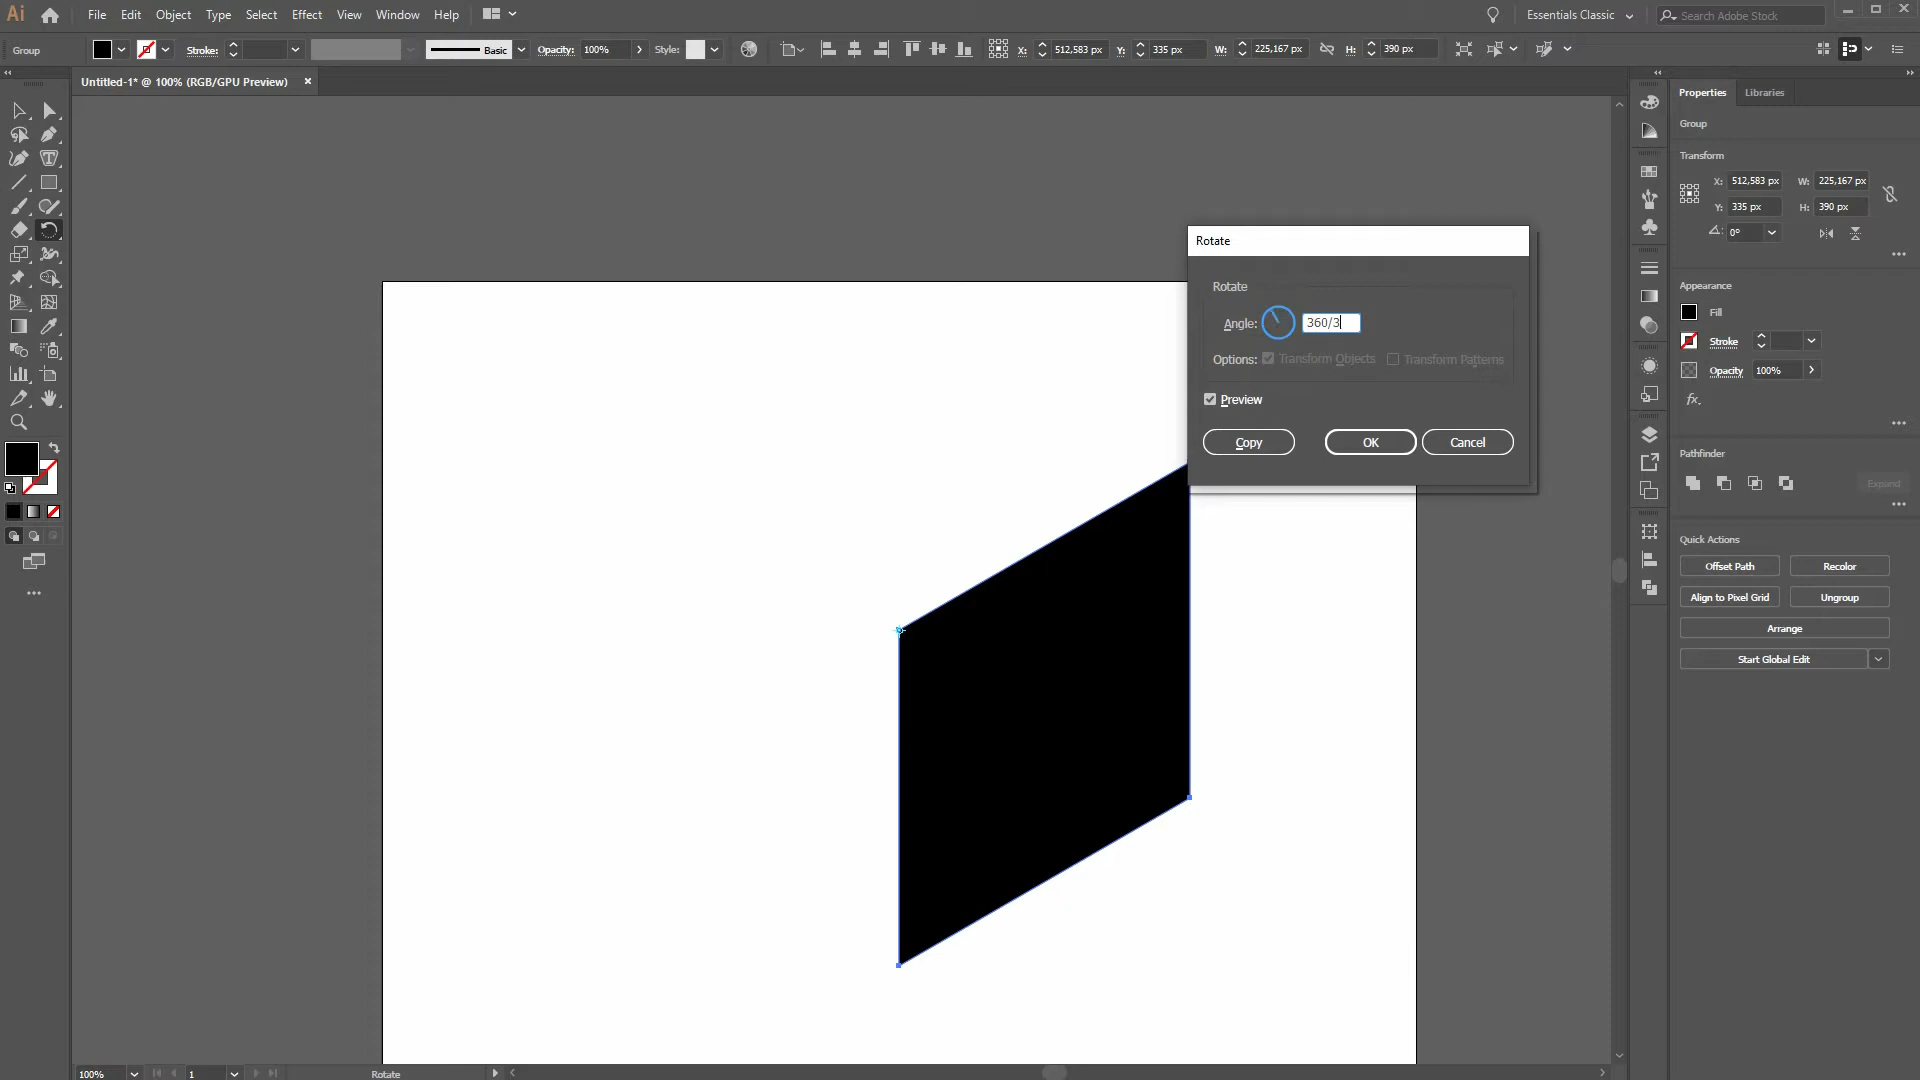 Ai File Edit Object Type Select Effect View Window Help Essentials Classic Search Adobe Stock
Group Stroke: Basic Opacity: 100% Style: X: 512,583 px Y: 335 px W: 225,167 px H: 390 px
Untitled-1* @ 100% (RGB/GPU Preview)
Properties Libraries
Group
Transform
X: 512,583 px W: 225,167 px
Y: 335 px H: 390 px
0°
Appearance
Fill
Stroke
Opacity 100%
fx.
Pathfinder
Expand
Quick Actions
Offset Path Recolor
Align to Pixel Grid Ungroup
Arrange
Start Global Edit
Rotate
Rotate
Angle: 360/3
Options: Transform Objects Transform Patterns
Preview
Copy OK Cancel
100% 1 Rotate